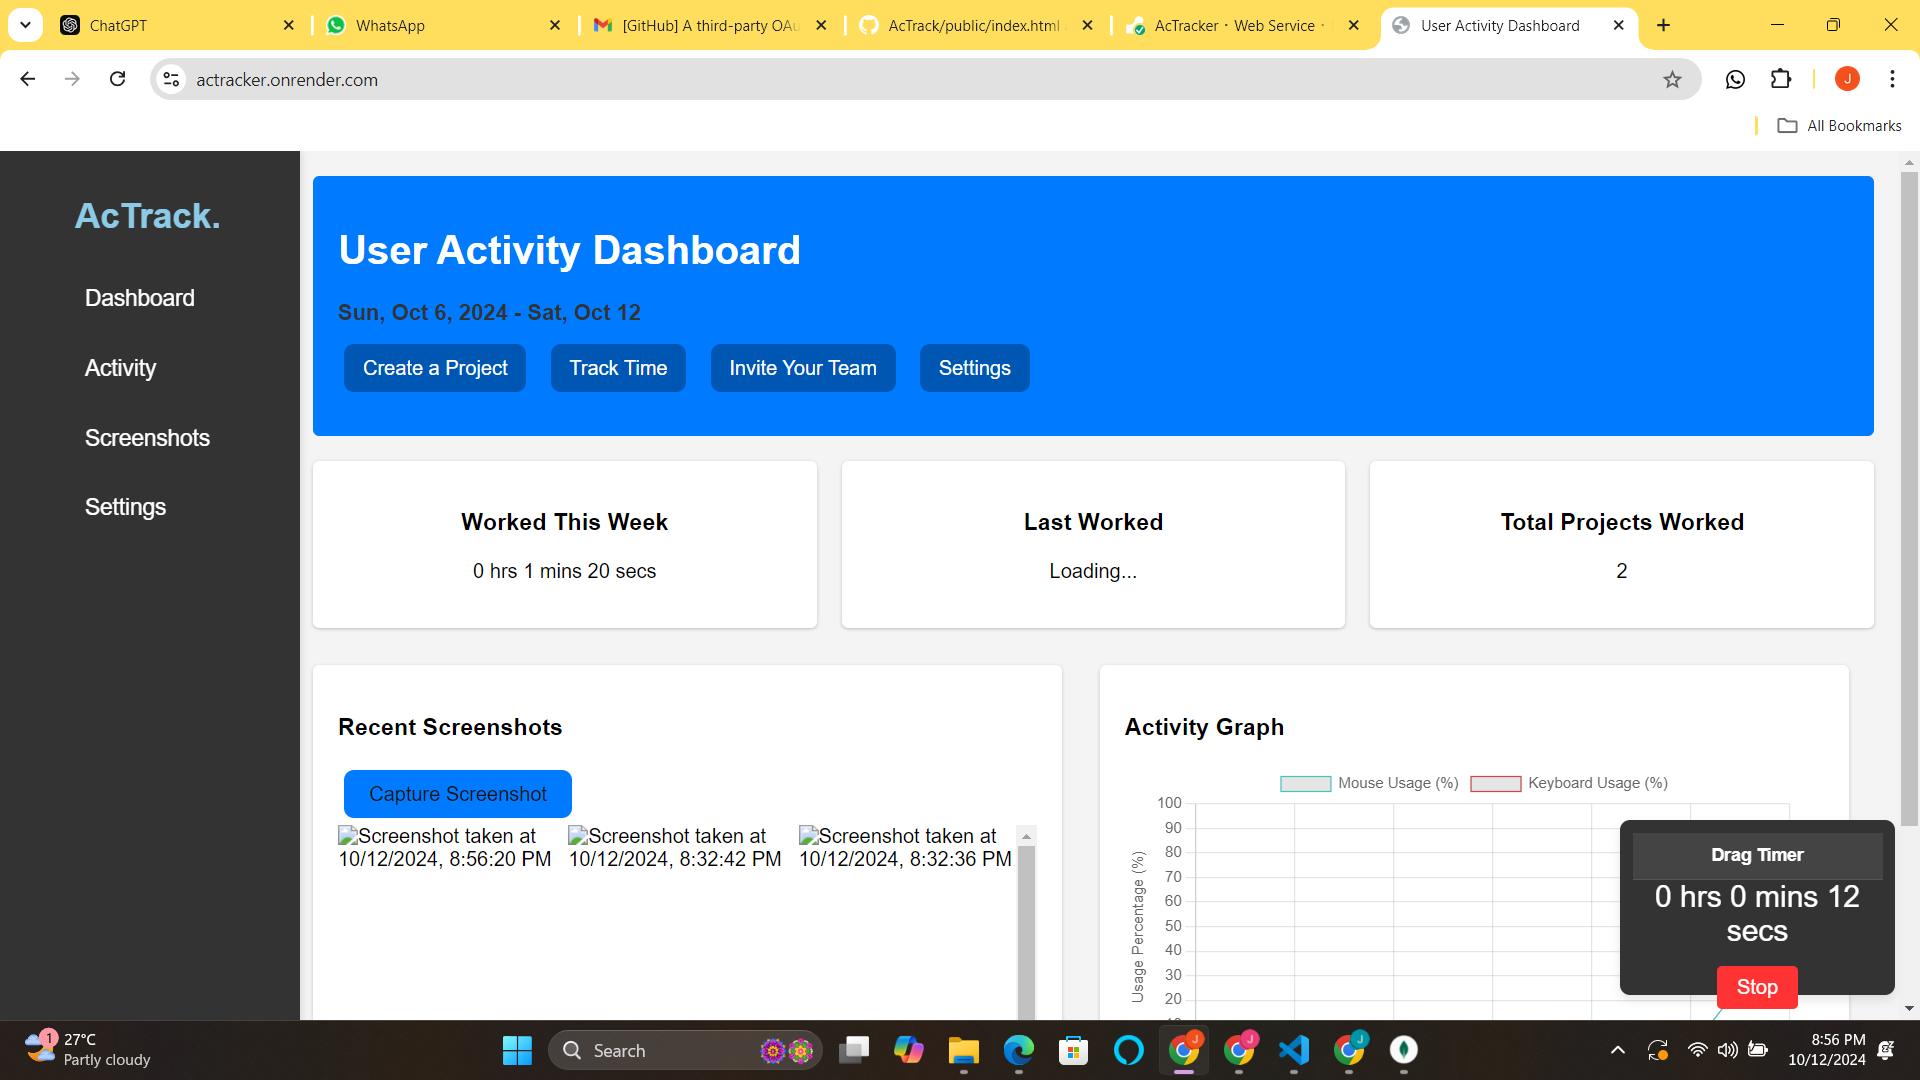 ChatGPT
WhatsApp
[GitHub] A third-party OAu
AcTrack/public/index.html
AcTracker · Web Service ·
User Activity Dashboard
actracker.onrender.com
J
All Bookmarks
AcTrack.
Dashboard
Activity
Screenshots
Settings
User Activity Dashboard
Sun, Oct 6, 2024 - Sat, Oct 12
Create a Project
Track Time
Invite Your Team
Settings
Worked This Week
0 hrs 1 mins 20 secs
Last Worked
Loading...
Total Projects Worked
2
Recent Screenshots
Capture Screenshot
Screenshot taken at
10/12/2024, 8:56:20 PM
Screenshot taken at
10/12/2024, 8:32:42 PM
Screenshot taken at
10/12/2024, 8:32:36 PM
Activity Graph
Mouse Usage (%)
Keyboard Usage (%)
Usage Percentage (%)
100
90
80
70
60
50
40
30
20
Drag Timer
0 hrs 0 mins 12
secs
Stop
1
27°C
Partly cloudy
Search
J
J
J
8:56 PM
10/12/2024